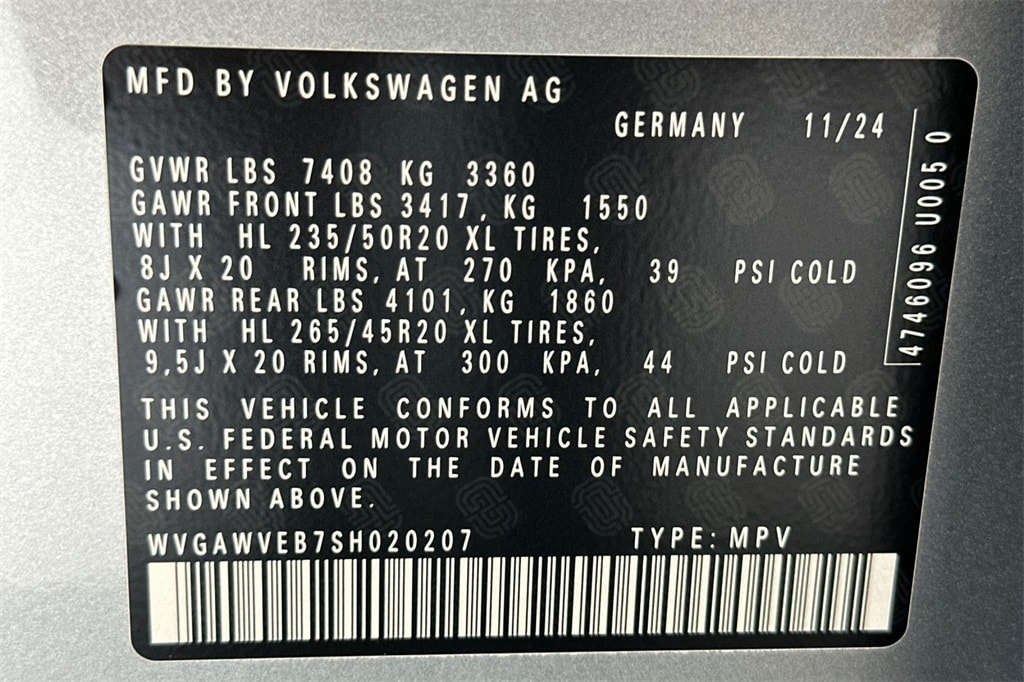 MFD BY VOLKSWAGEN AG
GERMANY 11/24
GVWR LBS 7408 KG 3360
GAWR FRONT LBS 3417, KG 1550
WITH HL 235/50R20 XL TIRES,
8J X 20 RIMS, AT 270 KPA, 39 PSI COLD
GAWR REAR LBS 4101, KG 1860
WITH HL 265/45R20 XL TIRES,
9,5J X 20 RIMS, AT 300 KPA, 44 PSI COLD
THIS VEHICLE CONFORMS TO ALL APPLICABLE
U.S. FEDERAL MOTOR VEHICLE SAFETY STANDARDS
IN EFFECT ON THE DATE OF MANUFACTURE
SHOWN ABOVE.
WVGAWVEB7SH020207 TYPE: MPV
4746096 U005 0